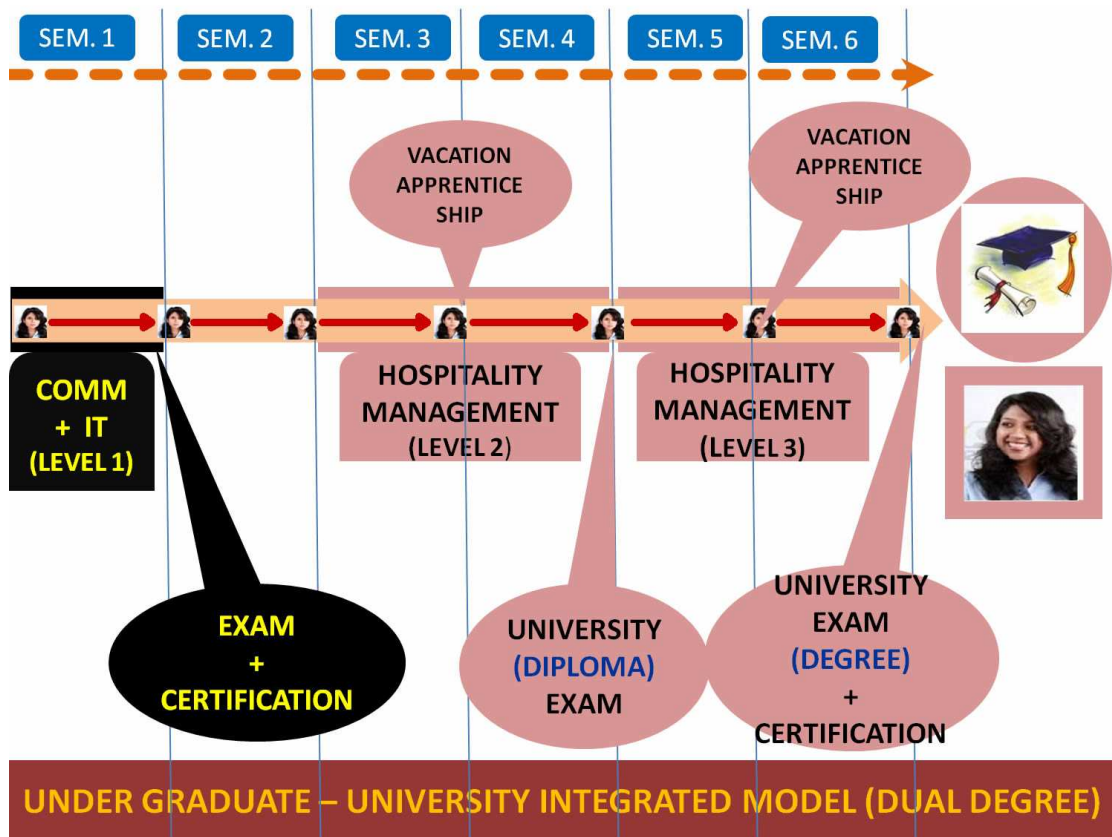 SEM. 1
SEM. 2
SEM. 3
SEM. 4
SEM. 5
SEM. 6
VACATION
APPRENTICE
SHIP
VACATION
APPRENTICE
SHIP
COMM
+ IT
(LEVEL 1)
HOSPITALITY
MANAGEMENT
(LEVEL 2)
HOSPITALITY
MANAGEMENT
(LEVEL 3)
EXAM
+
CERTIFICATION
UNIVERSITY
(DIPLOMA)
EXAM
UNIVERSITY
EXAM
(DEGREE)
+
CERTIFICATION
UNDER GRADUATE – UNIVERSITY INTEGRATED MODEL (DUAL DEGREE)